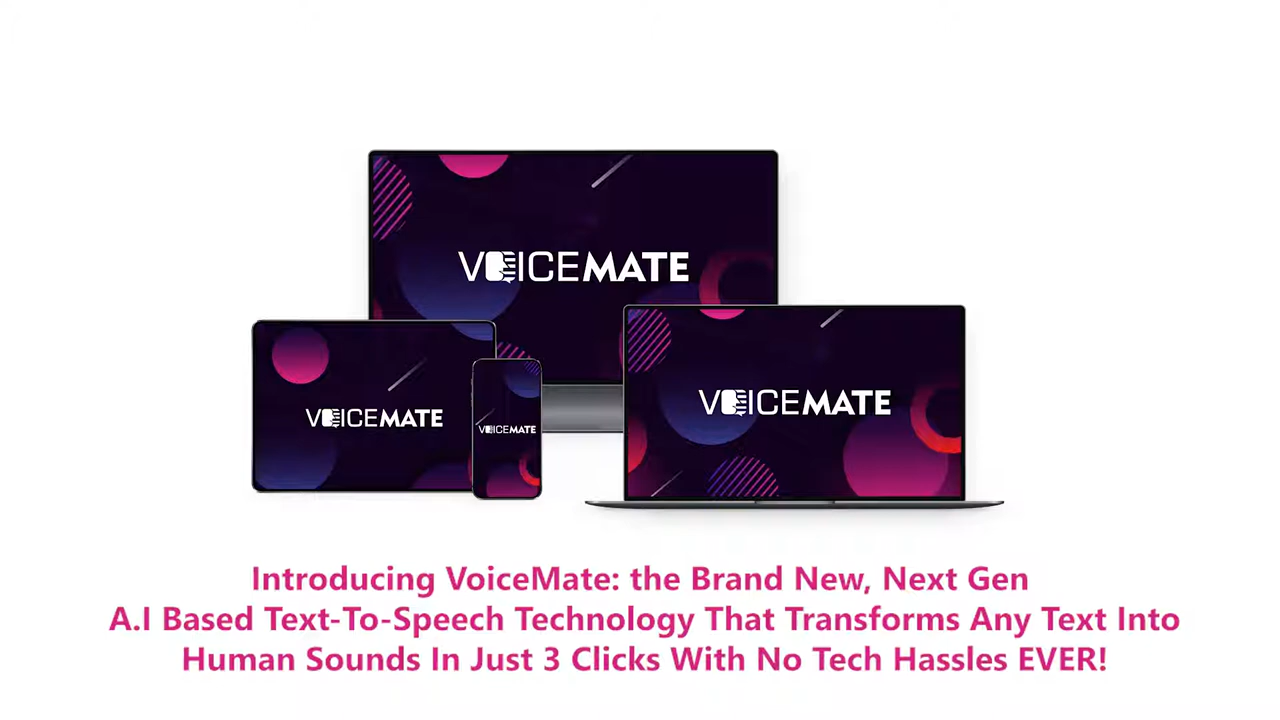 VOICEMATE
VOICEMATE
VOICEMATE
VOICEMATE
Introducing VoiceMate: the Brand New, Next Gen
A.I Based Text-To-Speech Technology That Transforms Any Text Into
Human Sounds In Just 3 Clicks With No Tech Hassles EVER!